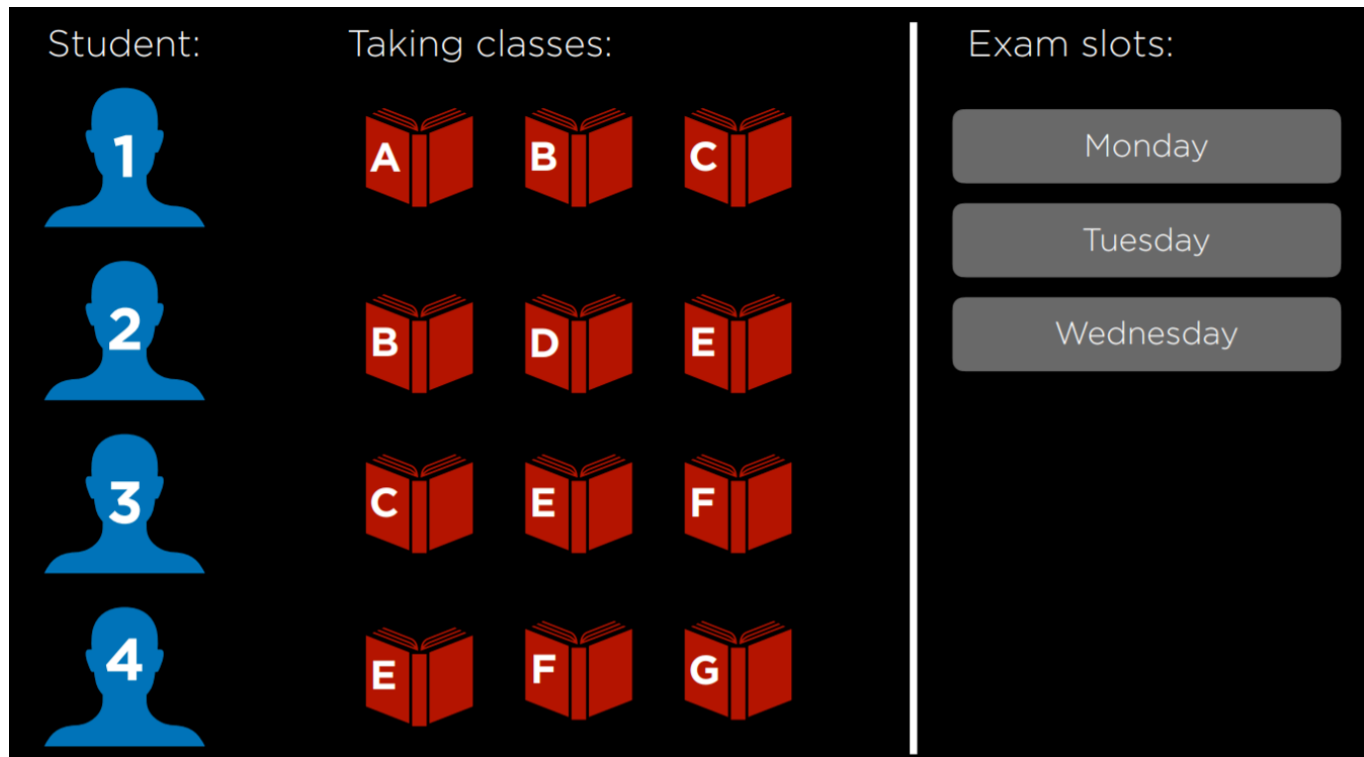 Student: Taking classes: Exam slots:
1 A B C Monday
Tuesday
2 B D E Wednesday
3 C E F
4 E F G